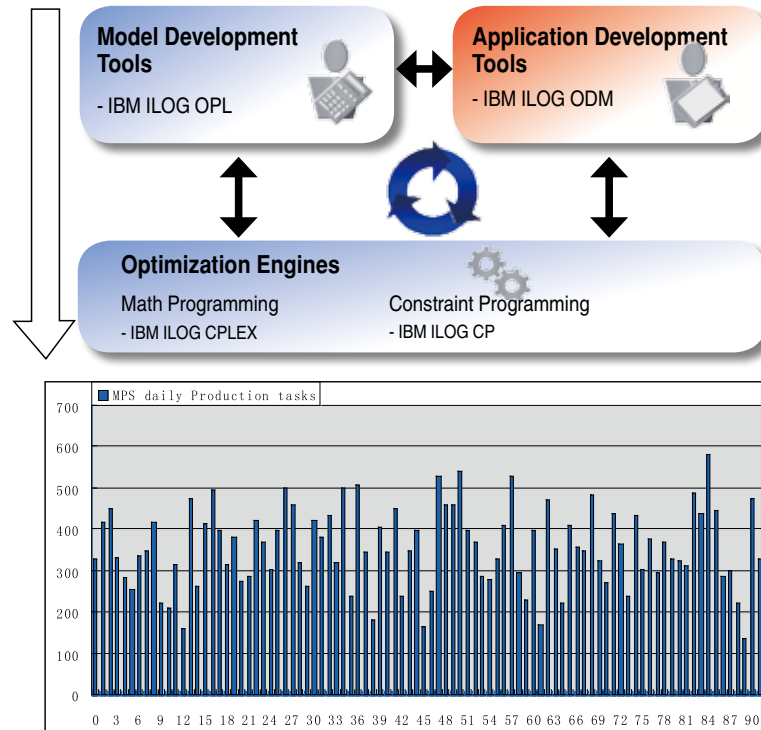 Model Development
Tools
- IBM ILOG OPL
Application Development
Tools
- IBM ILOG ODM
Optimization Engines
Math Programming
- IBM ILOG CPLEX
Constraint Programming
- IBM ILOG CP
MPS daily Production tasks
700
600
500
400
300
200
100
0
0 3 6 9 12 15 18 21 24 27 30 33 36 39 42 45 48 51 54 57 60 63 66 69 72 75 78 81 84 87 90